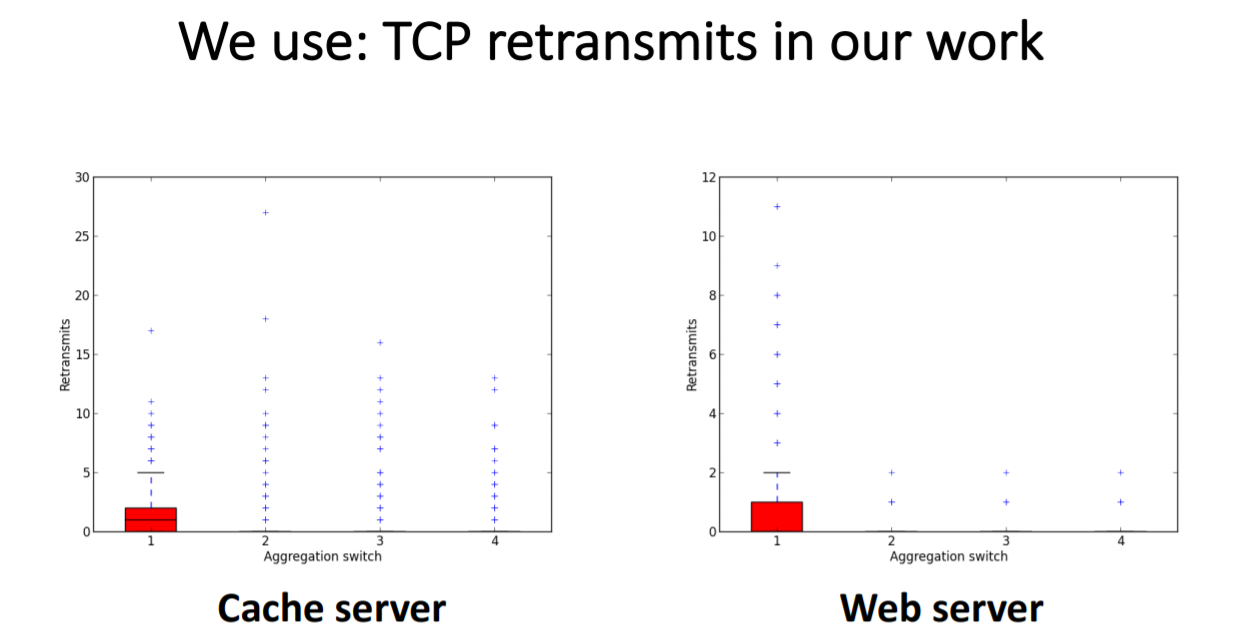 We use: TCP retransmits in our work
30
25
20
15
10
5
0
Retransmits
1 2 3 4
Aggregation switch
Cache server
12
10
8
6
4
2
0
Retransmits
1 2 3 4
Aggregation switch
Web server